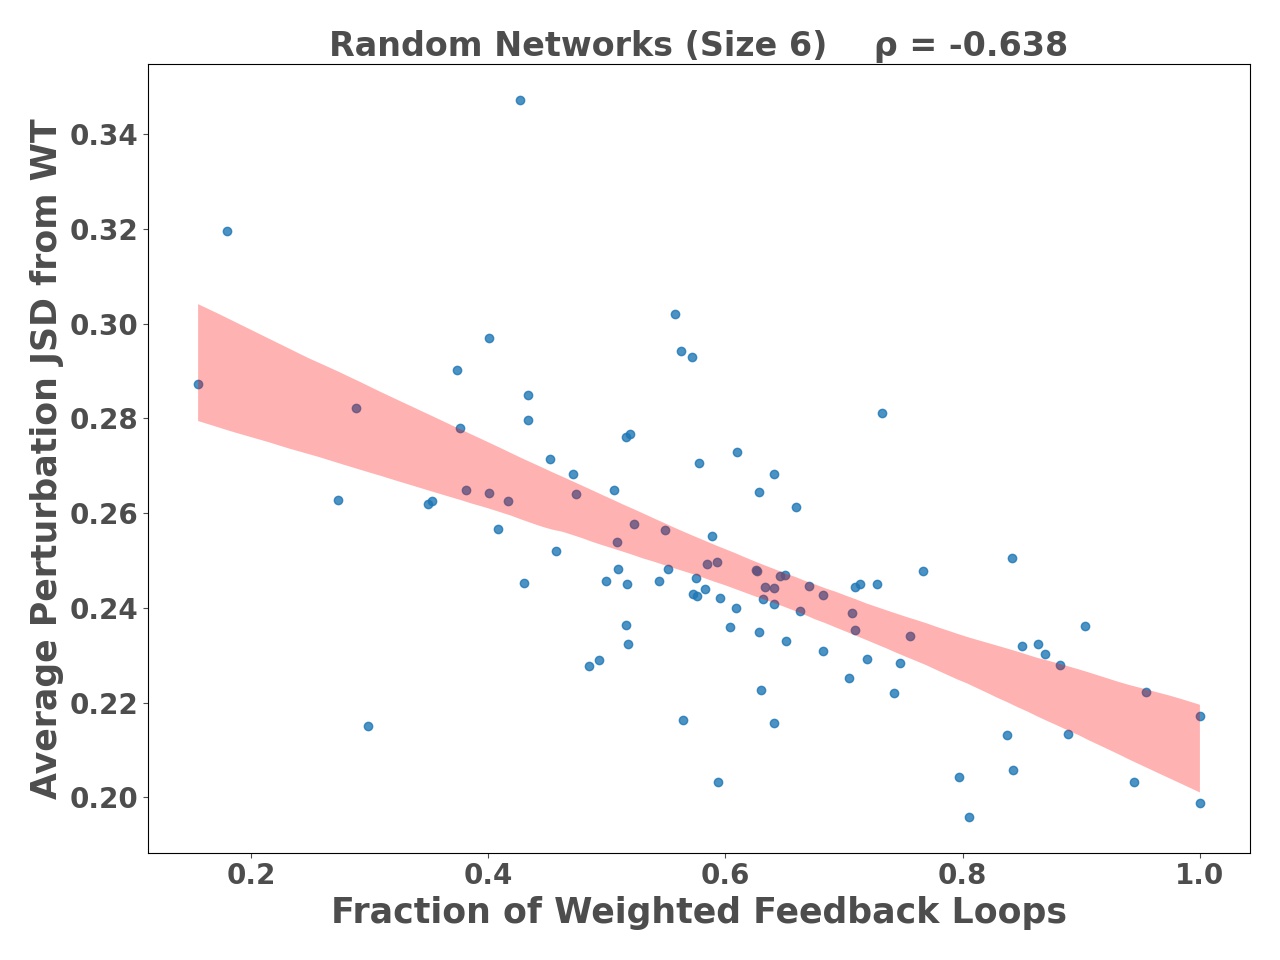 Random Networks (Size 6) ρ = -0.638
Average Perturbation JSD from WT
0.34
0.32
0.30
0.28
0.26
0.24
0.22
0.20
0.2 0.4 0.6 0.8 1.0
Fraction of Weighted Feedback Loops